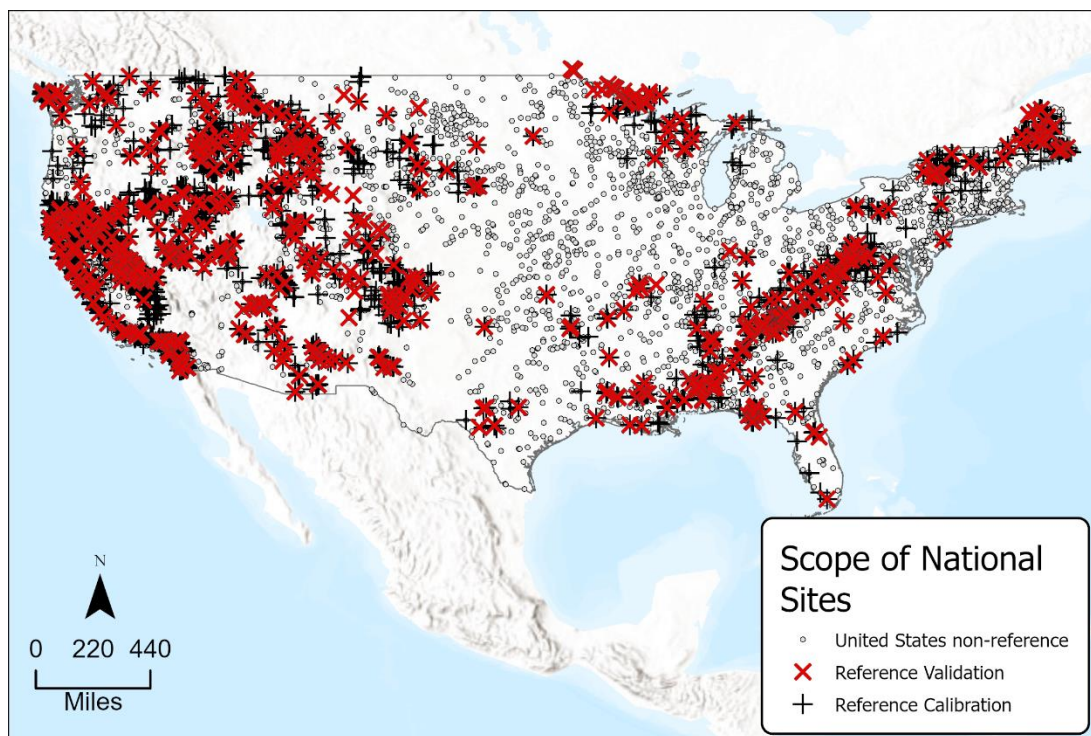 N
0 220 440
Miles
Scope of National
Sites
United States non-reference
Reference Validation
Reference Calibration